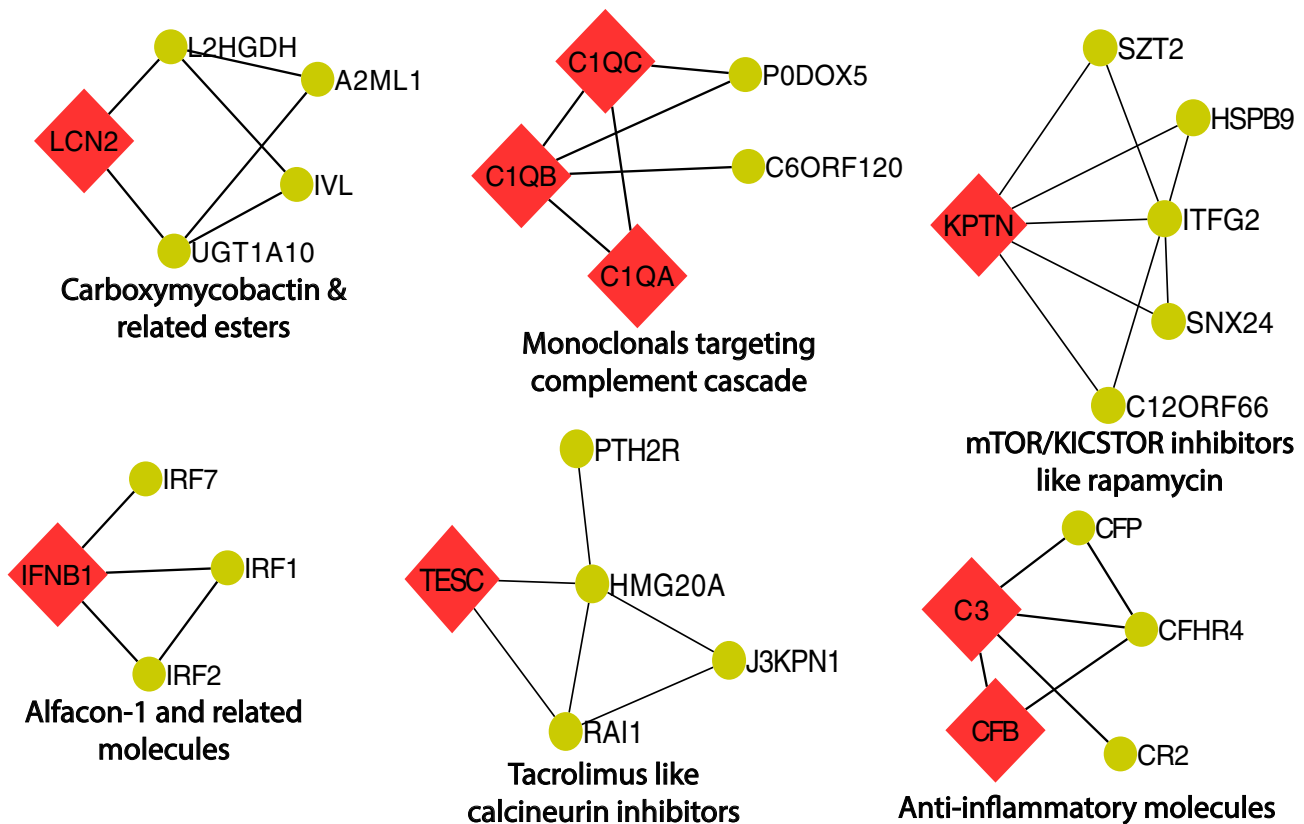 L2HGDH
A2ML1
LCN2
IVL
UGT1A10
Carboxymycobactin &
related esters
C1QC
P0DOX5
C1QB
C6ORF120
C1QA
Monoclonals targeting
complement cascade
SZT2
HSPB9
KPTN
ITFG2
SNX24
C12ORF66
mTOR/KICSTOR inhibitors
like rapamycin
IRF7
IFNB1
IRF1
IRF2
Alfacon-1 and related
molecules
PTH2R
TESC
HMG20A
J3KPN1
RAI1
Tacrolimus like
calcineurin inhibitors
CFP
C3
CFHR4
CFB
CR2
Anti-inflammatory molecules